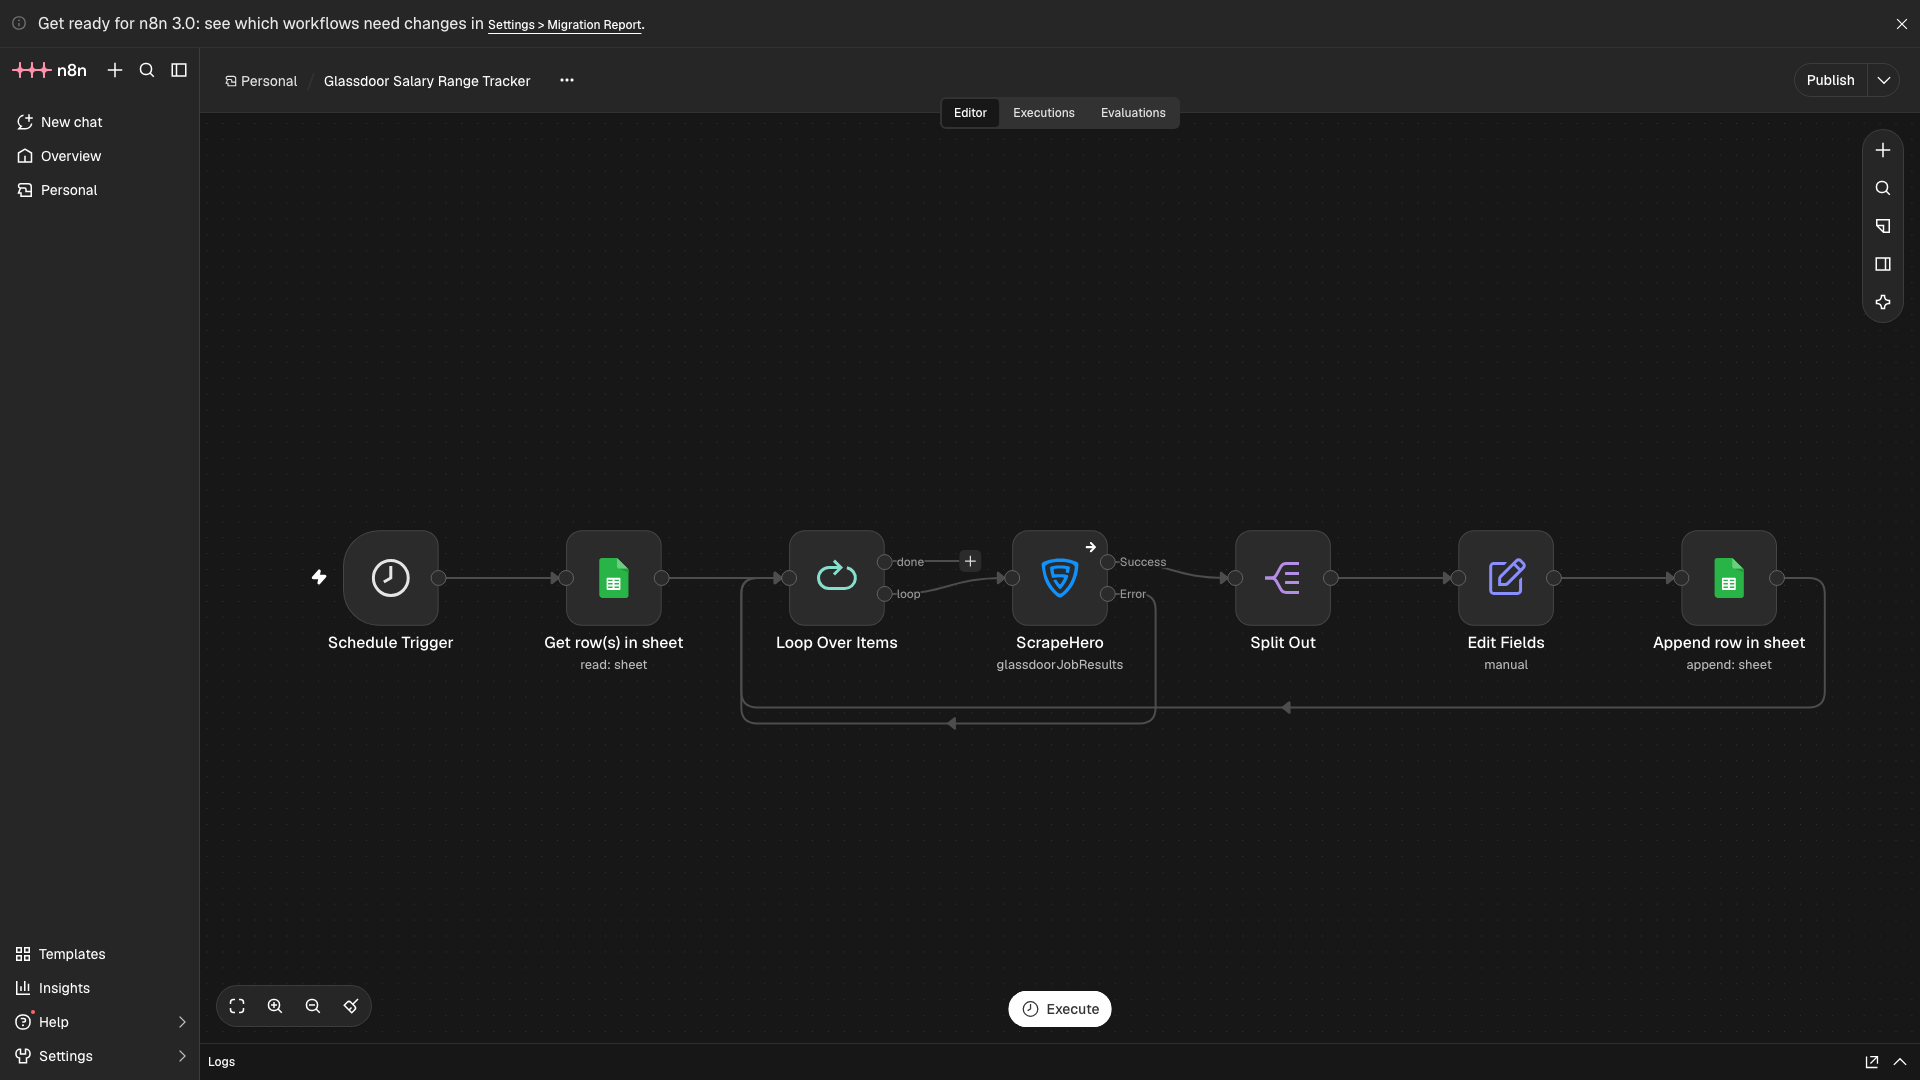 Get ready for n8n 3.0: see which workflows need changes in Settings > Migration Report.
n8n
New chat
Overview
Personal
Personal / Glassdoor Salary Range Tracker
Publish
Editor
Executions
Evaluations
done
loop
Success
Error
Schedule Trigger
Get row(s) in sheet
read: sheet
Loop Over Items
ScrapeHero
glassdoorJobResults
Split Out
Edit Fields
manual
Append row in sheet
append: sheet
Templates
Insights
Help
Settings
Execute
Logs